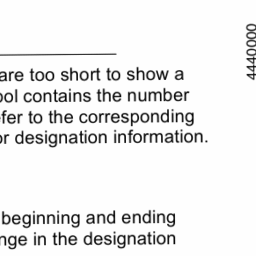 are too short to show a
ool contains the number
efer to the corresponding
or designation information.
beginning and ending
nge in the designation
4440000